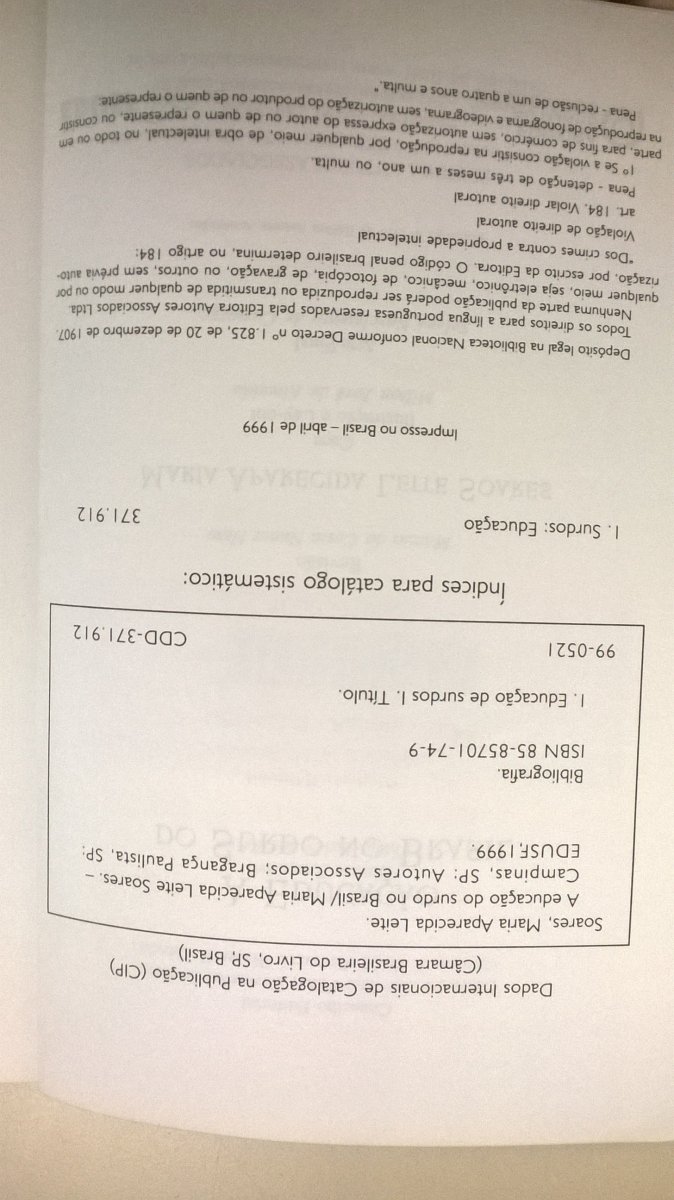 Dados Internacionais de Catalogação na Publicação (CIP)
(Câmara Brasileira do Livro, SP, Brasil)
Soares, Maria Aparecida Leite.
A educação do surdo no Brasil/ Maria Aparecida Leite Soares. –
Campinas, SP: Autores Associados; Bragança Paulista, SP:
EDUSF, 1999.
Bibliografia.
ISBN 85-85701-74-9
1. Educação de surdos I. Título.
99-0521 CDD-371.912
Índices para catálogo sistemático:
1. Surdos: Educação 371.912
MARIA APARECIDA LEITE SOARES
Impresso no Brasil – abril de 1999
Depósito legal na Biblioteca Nacional conforme Decreto nº 1.825, de 20 de dezembro de 1907.
Todos os direitos para a língua portuguesa reservados pela Editora Autores Associados Ltda.
Nenhuma parte da publicação poderá ser reproduzida ou transmitida de qualquer modo ou por
qualquer meio, seja eletrônico, mecânico, de fotocópia, de gravação, ou outros, sem prévia auto-
rização, por escrito da Editora. O código penal brasileiro determina, no artigo 184:
"Dos crimes contra a propriedade intelectual
Violação de direito autoral
art. 184. Violar direito autoral
Pena - detenção de três meses a um ano, ou multa.
1º Se a violação consistir na reprodução, por qualquer meio, de obra intelectual, no todo ou em
parte, para fins de comércio, sem autorização expressa do autor ou de quem o represente, ou consistir
na reprodução de fonograma e videograma, sem autorização do produtor ou de quem o represente:
Pena - reclusão de um a quatro anos e multa."